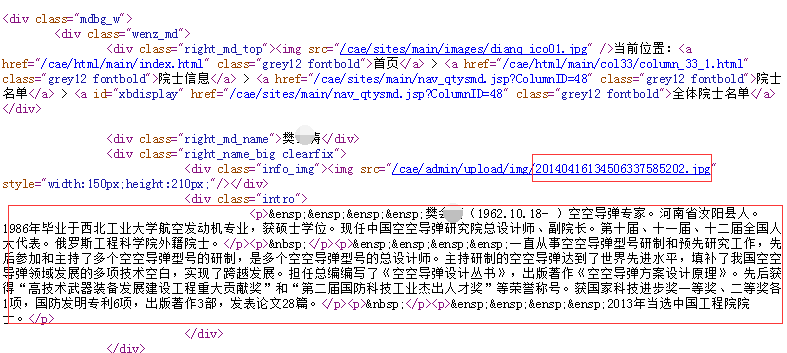 <div class="mdbg_w">
<div class="wenz_md">
<div class="right_md_top"><img src="/cae/sites/main/images/dianq_ico01.jpg" />当前位置：<a
href="/cae/html/main/index.html" class="grey12 fontbold">首页</a> > <a href="/cae/html/main/col33/column_33_1.html"
class="grey12 fontbold">院士信息</a> > <a href="/cae/sites/main/nav_qtysmd.jsp?ColumnID=48" class="grey12 fontbold">院士
名单</a> > <a id="xbdisplay" href="/cae/sites/main/nav_qtysmd.jsp?ColumnID=48" class="grey12 fontbold">全体院士名单</a>
</div>
<div class="right_md_name">樊 涛</div>
<div class="right_name_big clearfix">
<div class="info_img"><img src="/cae/admin/upload/img/20140416134506337585202.jpg"
style="width:150px;height:210px;"/></div>
<div class="intro">
<p>&ensp;&ensp;&ensp;&ensp;樊 （1962.10.18- ）空空导弹专家。河南省汝阳县人。
1986年毕业于西北工业大学航空发动机专业，获硕士学位。现任中国空空导弹研究院总设计师、副院长。第十届、十一届、十二届全国人
大代表。俄罗斯工程科学院外籍院士。</p><p>&nbsp;</p><p>&ensp;&ensp;&ensp;&ensp;一直从事空空导弹型号研制和预先研究工作，先
后参加和主持了多个空空导弹型号的研制，是多个空空导弹型号的总设计师。主持研制的空空导弹达到了世界先进水平，填补了我国空空
导弹领域发展的多项技术空白，实现了跨越发展。担任总编编写了《空空导弹设计丛书》，出版著作《空空导弹方案设计原理》。先后获
得“高技术武器装备发展建设工程重大贡献奖”和“第二届国防科技工业杰出人才奖”等荣誉称号。获国家科技进步奖一等奖、二等奖各
1项，国防发明专利6项，出版著作3部，发表论文28篇。</p><p>&nbsp;</p><p>&ensp;&ensp;&ensp;&ensp;2013年当选中国工程院院
士。</p>
</div>
</div>